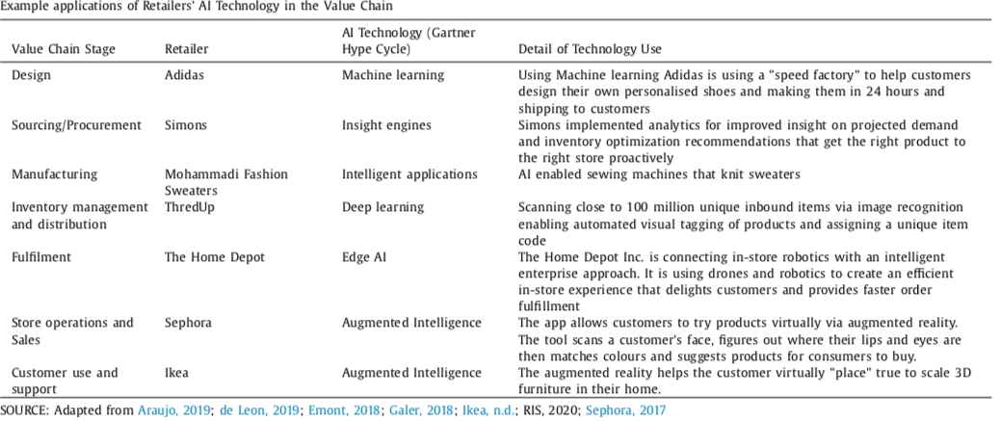 Example applications of Retailers' AI Technology in the Value Chain
AI Technology (Gartner
Value Chain Stage Retailer Hype Cycle) Detail of Technology Use
Design Adidas Machine learning Using Machine learning Adidas is using a "speed factory" to help customers
design their own personalised shoes and making them in 24 hours and
shipping to customers
Sourcing/Procurement Simons Insight engines Simons implemented analytics for improved insight on projected demand
and inventory optimization recommendations that get the right product to
the right store proactively
Manufacturing Mohammadi Fashion Intelligent applications AI enabled sewing machines that knit sweaters
Sweaters
Inventory management ThredUp Deep learning Scanning close to 100 million unique inbound items via image recognition
and distribution enabling automated visual tagging of products and assigning a unique item
code
Fulfilment The Home Depot Edge AI The Home Depot Inc. is connecting in-store robotics with an intelligent
enterprise approach. It is using drones and robotics to create an efficient
in-store experience that delights customers and provides faster order
fulfillment
Store operations and Sephora Augmented Intelligence The app allows customers to try products virtually via augmented reality.
Sales The tool scans a customer's face, figures out where their lips and eyes are
then matches colours and suggests products for consumers to buy.
Customer use and Ikea Augmented Intelligence The augmented reality helps the customer virtually "place" true to scale 3D
support furniture in their home.
SOURCE: Adapted from Araujo, 2019; de Leon, 2019; Emont, 2018; Galer, 2018; Ikea, n.d.; RIS, 2020; Sephora, 2017